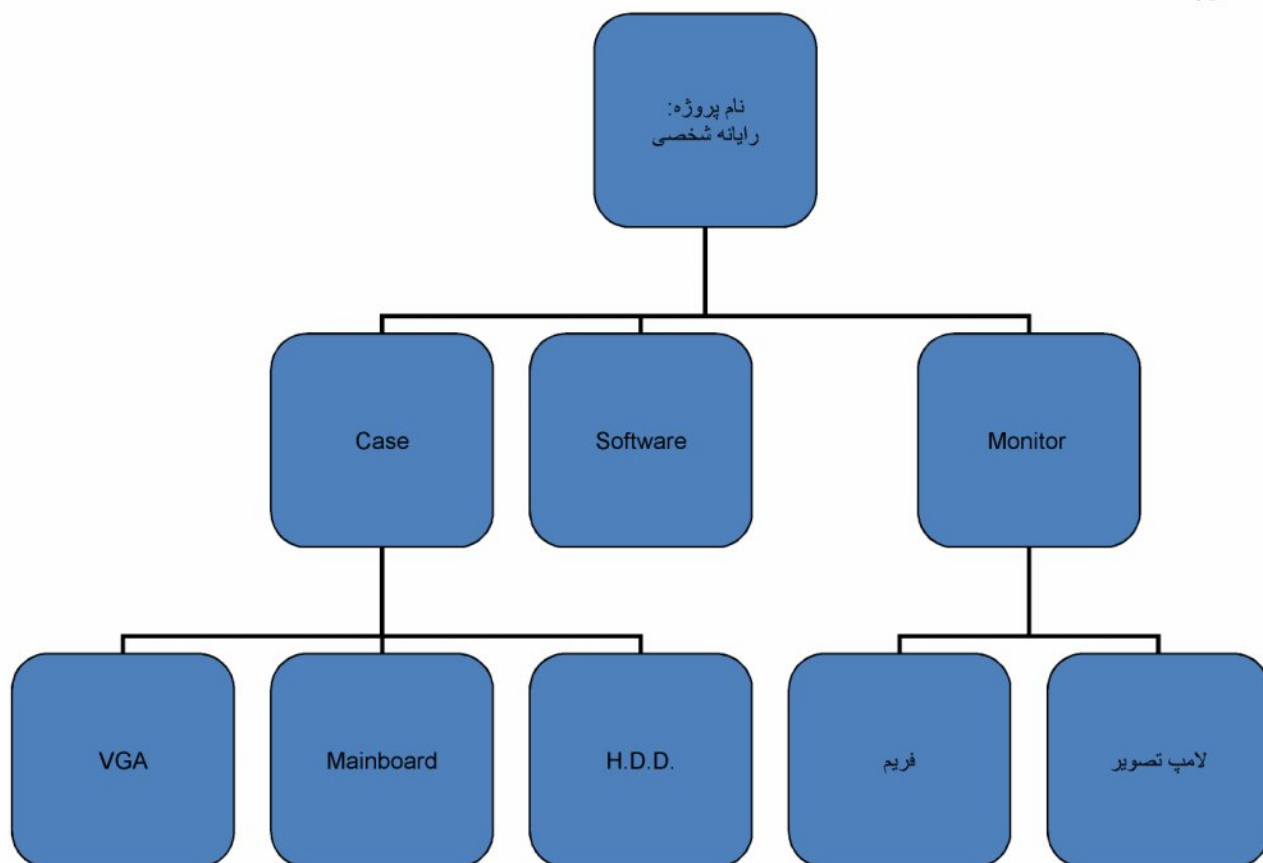 نام پروژه:
رایانه شخصی
Case
Software
Monitor
VGA
Mainboard
H.D.D.
فریم
لامپ تصویر